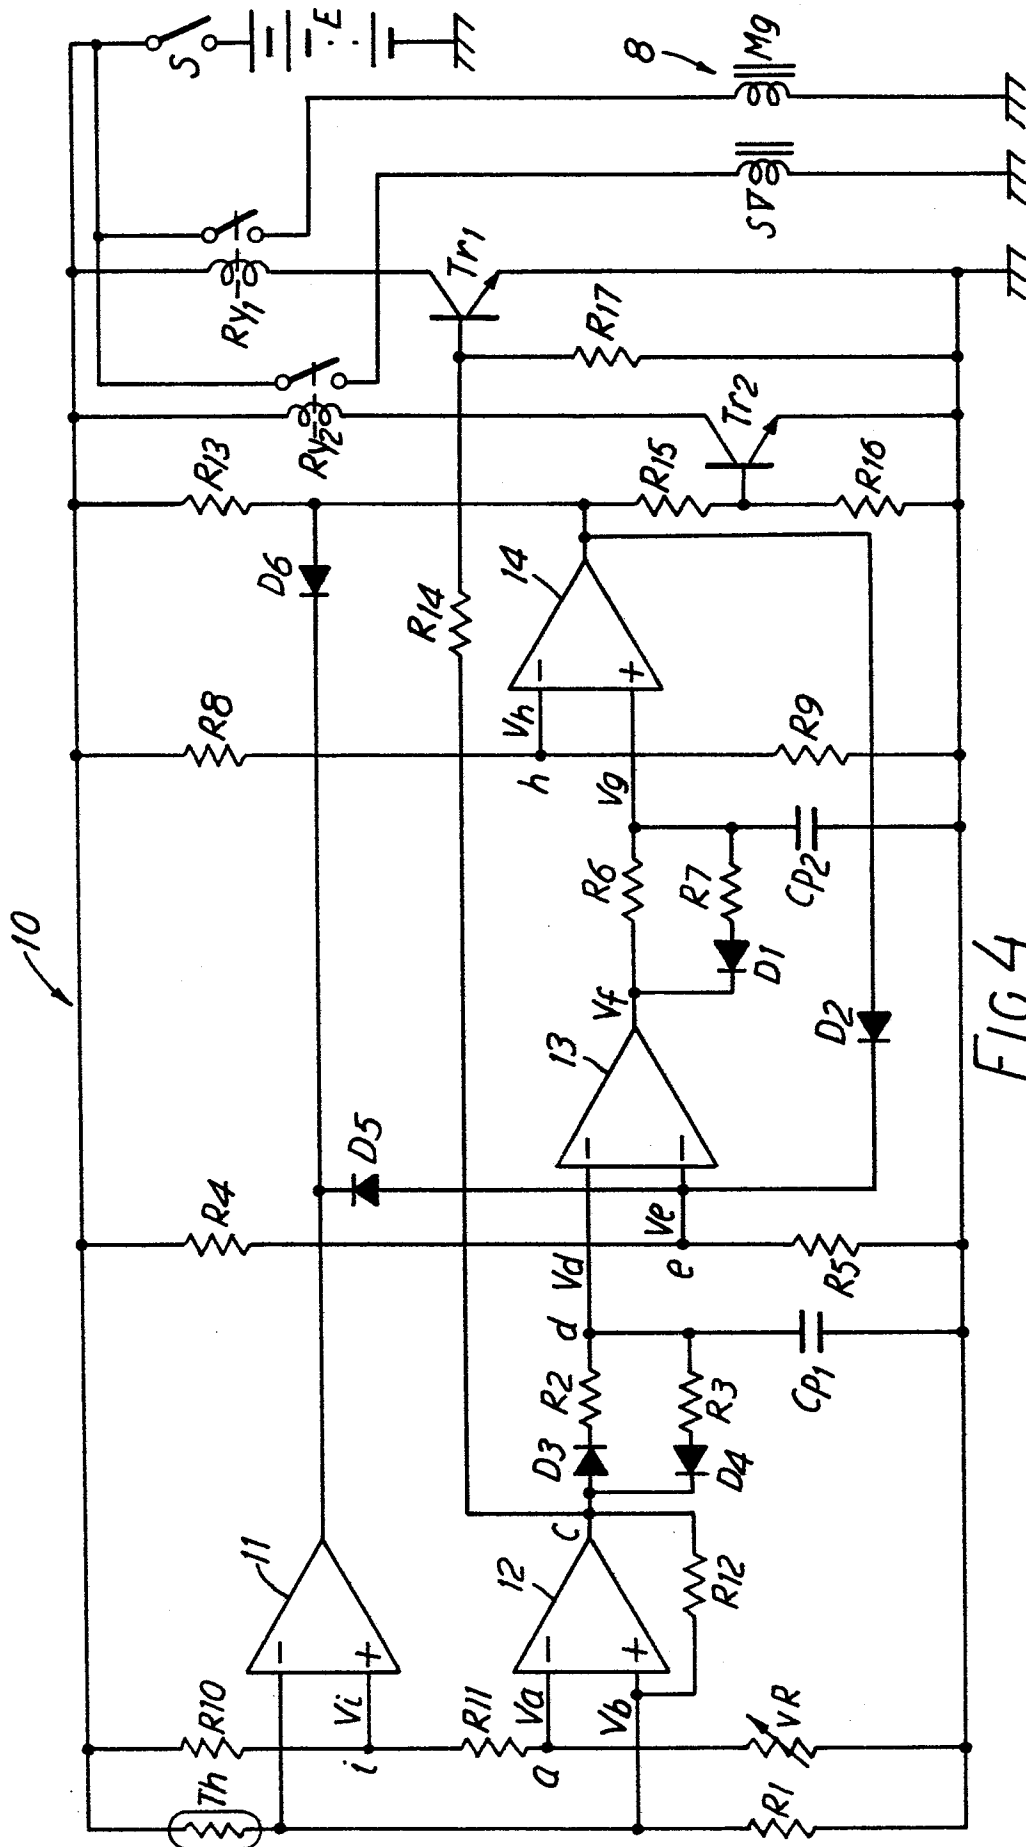 10
Th
R10
Vi
i
R11
Va
a
Vb
VR
R1
11
−
+
12
−
+
R12
C
D3
R2
D4
R3
d
Vd
Cp1
R4
D5
Ve
e
R5
13
−
−
Vf
R6
R7
D1
Vg
Cp2
D2
R8
Vh
h
R9
14
−
+
R14
D6
R13
R15
R16
Ry2
Tr2
R17
Ry1
Tr1
S
E
SV
Mg
8
FIG 4